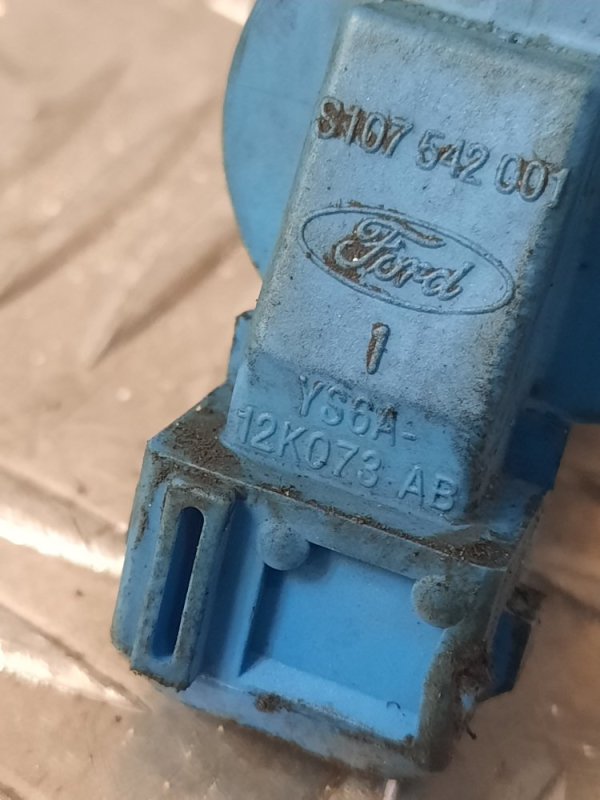 S107 542 001
Ford
1
YS6A-
12K073-AB